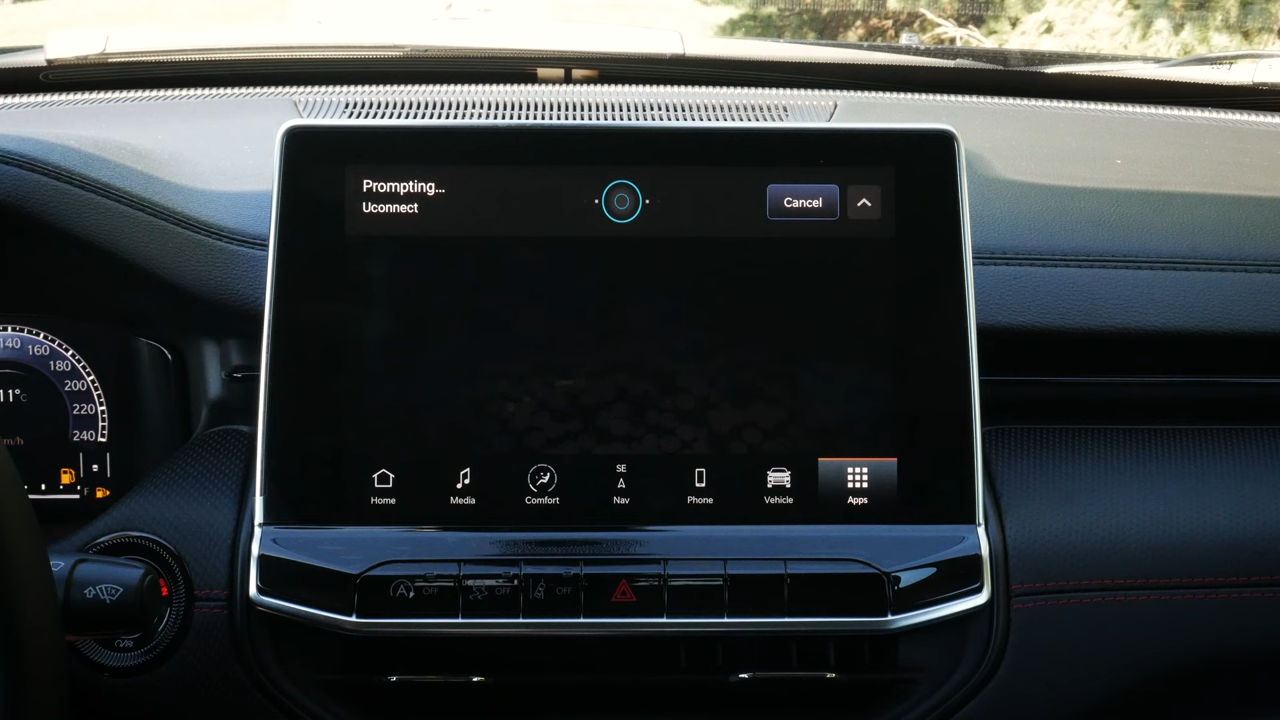 Prompting...
Uconnect
Cancel
140
160
180
200
220
240
11°C
m/h
F
Home
Media
Comfort
SE
Nav
Phone
Vehicle
Apps
A OFF
OFF
OFF
1x